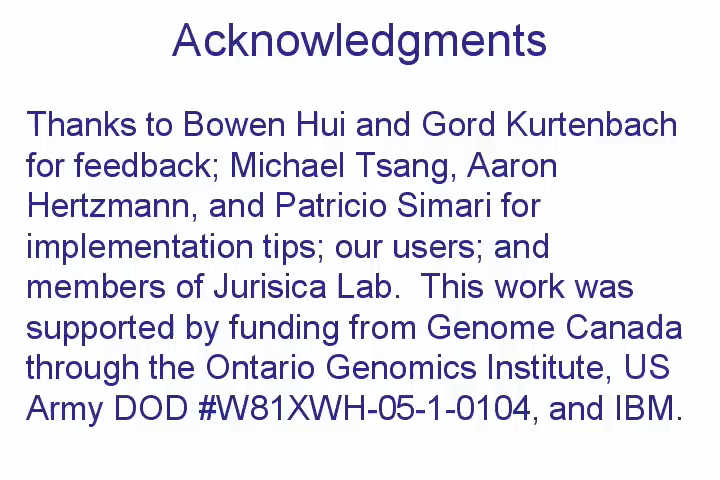 Acknowledgments
Thanks to Bowen Hui and Gord Kurtenbach
for feedback; Michael Tsang, Aaron
Hertzmann, and Patricio Simari for
implementation tips; our users; and
members of Jurisica Lab.  This work was
supported by funding from Genome Canada
through the Ontario Genomics Institute, US
Army DOD #W81XWH-05-1-0104, and IBM.